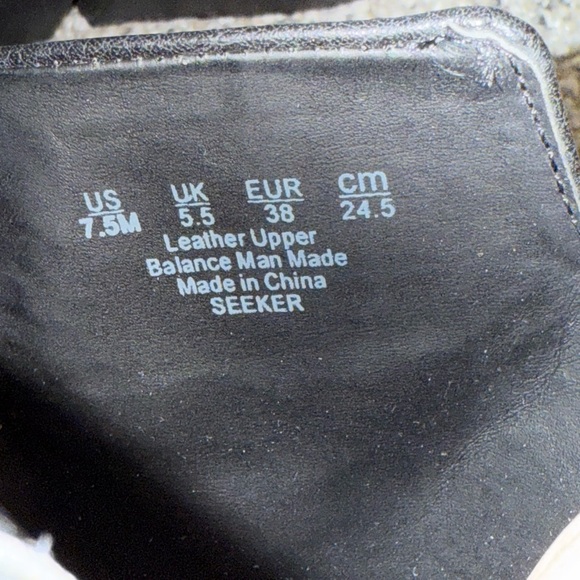 US UK EUR cm
7.5M 5.5 38 24.5
Leather Upper
Balance Man Made
Made in China
SEEKER